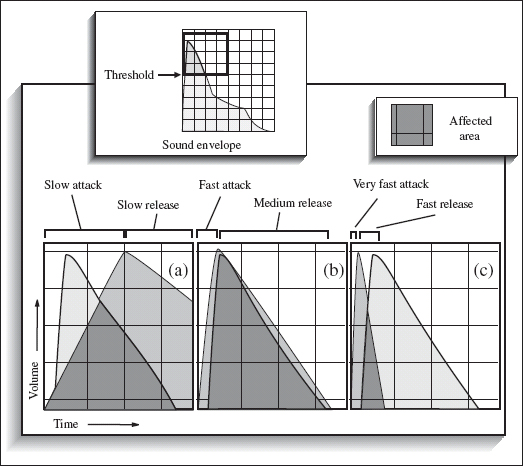 Threshold
Sound envelope
Affected
area
Slow attack
Slow release
Fast attack
Medium release
Very fast attack
Fast release
(a)
(b)
(c)
Volume
Time